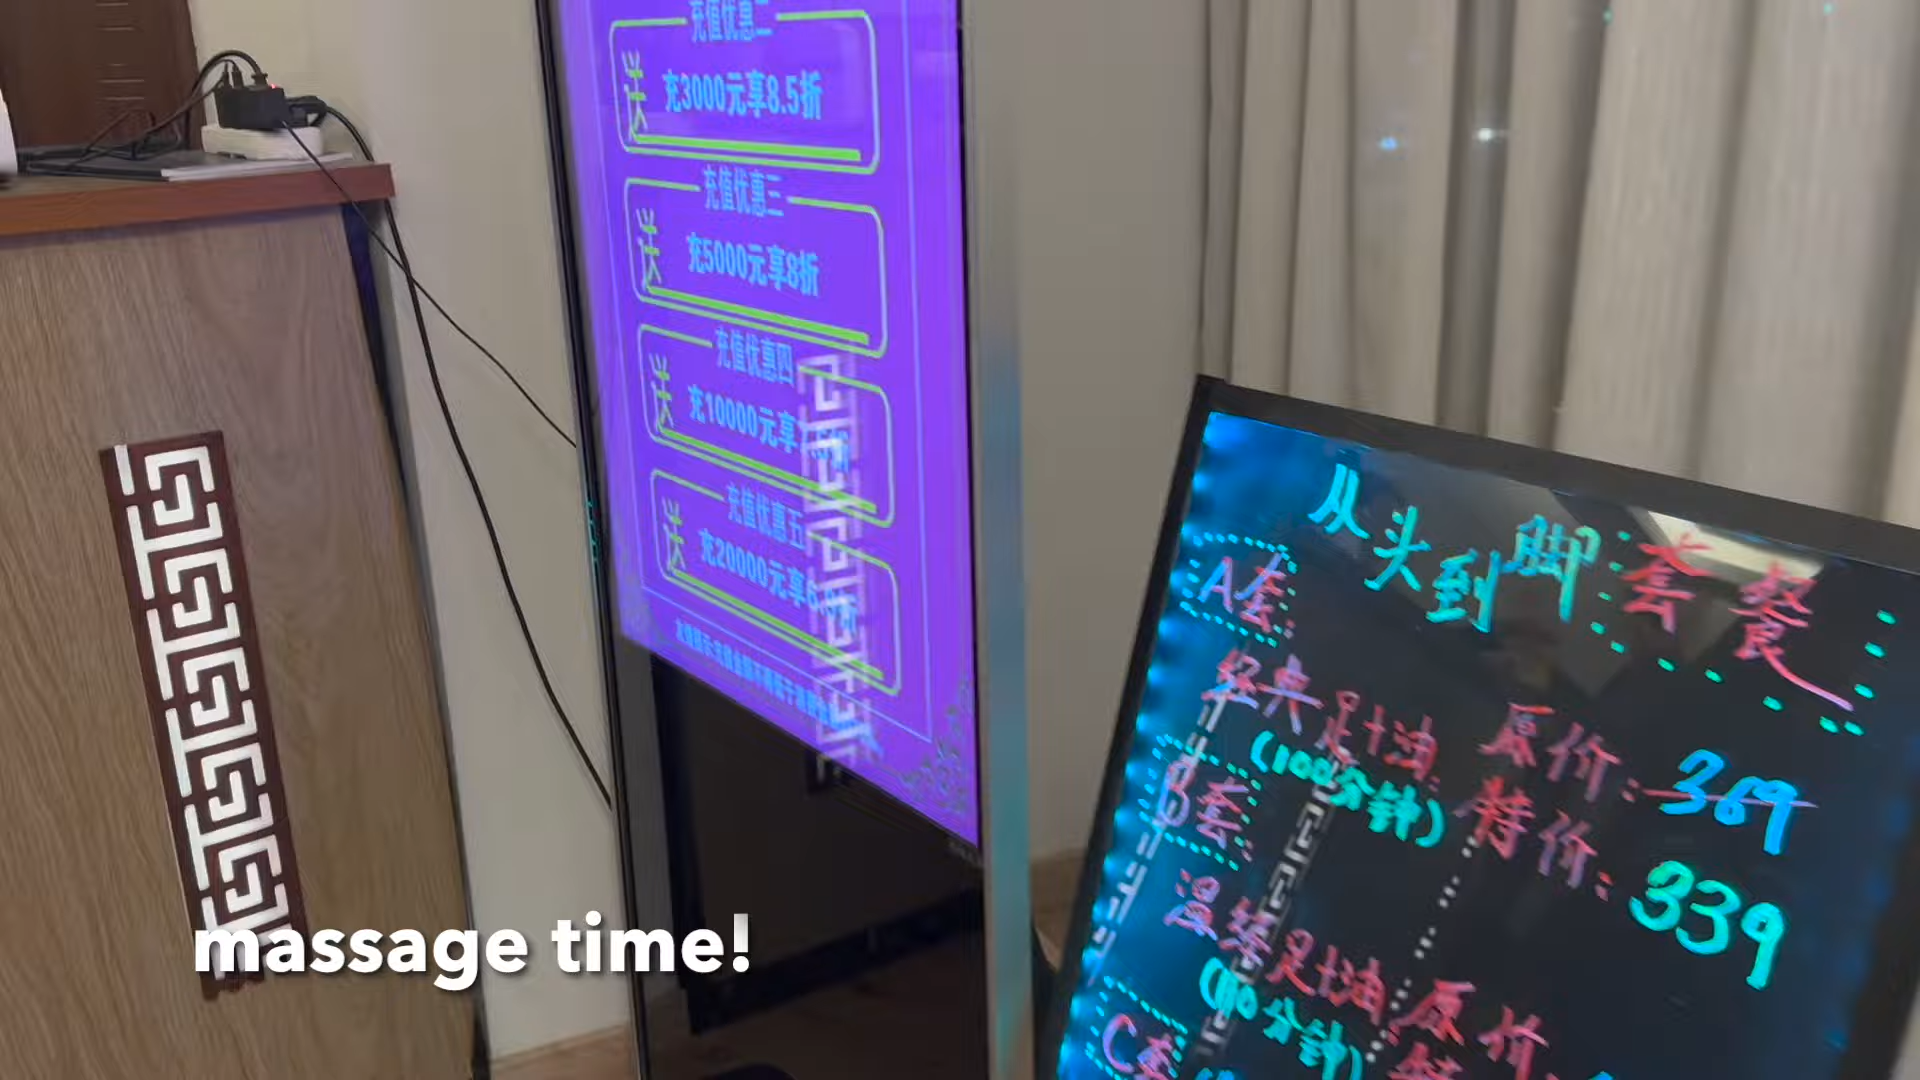 充值优惠二
送
充3000元享8.5折
充值优惠三
送
充5000元享8折
充值优惠四
送
充10000元享
充值优惠五
送
充20000元享6
从头到脚套餐
A套:
经典足+油 原价:369
(100分钟) 特价:339
B套:
足+油 原价:
分钟)
C套
massage time!